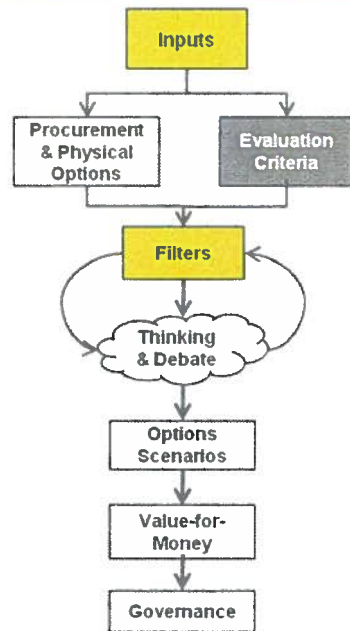 Inputs
Procurement
& Physical
Options
Evaluation
Criteria
Filters
Thinking
& Debate
Options
Scenarios
Value-for-
Money
Governance